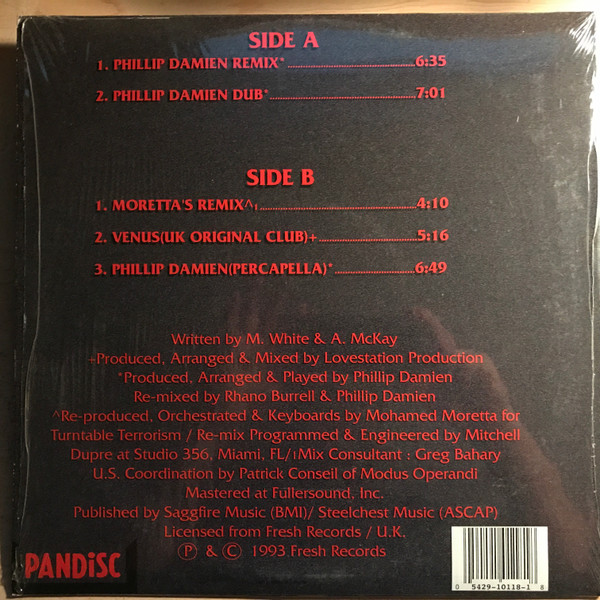 SIDE A
1. PHILLIP DAMIEN REMIX* ........ 6:35
2. PHILLIP DAMIEN DUB* ........ 7:01
SIDE B
1. MORETTA'S REMIX^1 ........ 4:10
2. VENUS(UK ORIGINAL CLUB)+ ........ 5:16
3. PHILLIP DAMIEN(PERCAPELLA)* ........ 6:49
Written by M. White & A. McKay
+Produced, Arranged & Mixed by Lovestation Production
*Produced, Arranged & Played by Phillip Damien
Re-mixed by Rhano Burrell & Phillip Damien
^Re-produced, Orchestrated & Keyboards by Mohamed Moretta for
Turntable Terrorism / Re-mix Programmed & Engineered by Mitchell
Dupre at Studio 356, Miami, FL/1Mix Consultant : Greg Bahary
U.S. Coordination by Patrick Conseil of Modus Operandi
Mastered at Fullersound, Inc.
Published by Saggfire Music (BMI)/ Steelchest Music (ASCAP)
Licensed from Fresh Records / U.K.
Ⓟ & © 1993 Fresh Records
PANDiSC
0 5429-10118-1 8